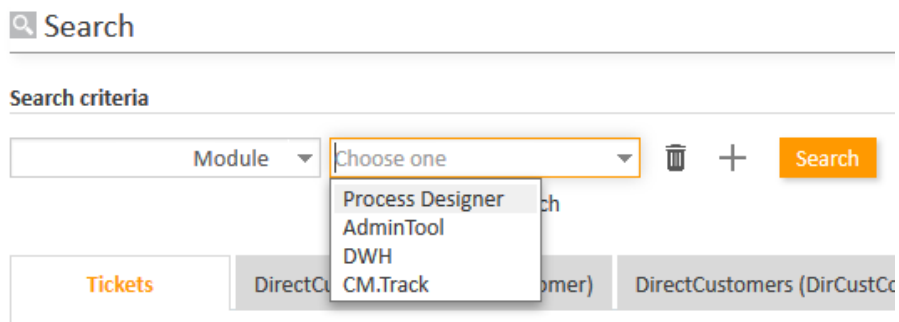 Search
Search criteria
Module Choose one Search
Process Designer
AdminTool
DWH
CM.Track
ch
Tickets DirectCu omer) DirectCustomers (DirCustCo